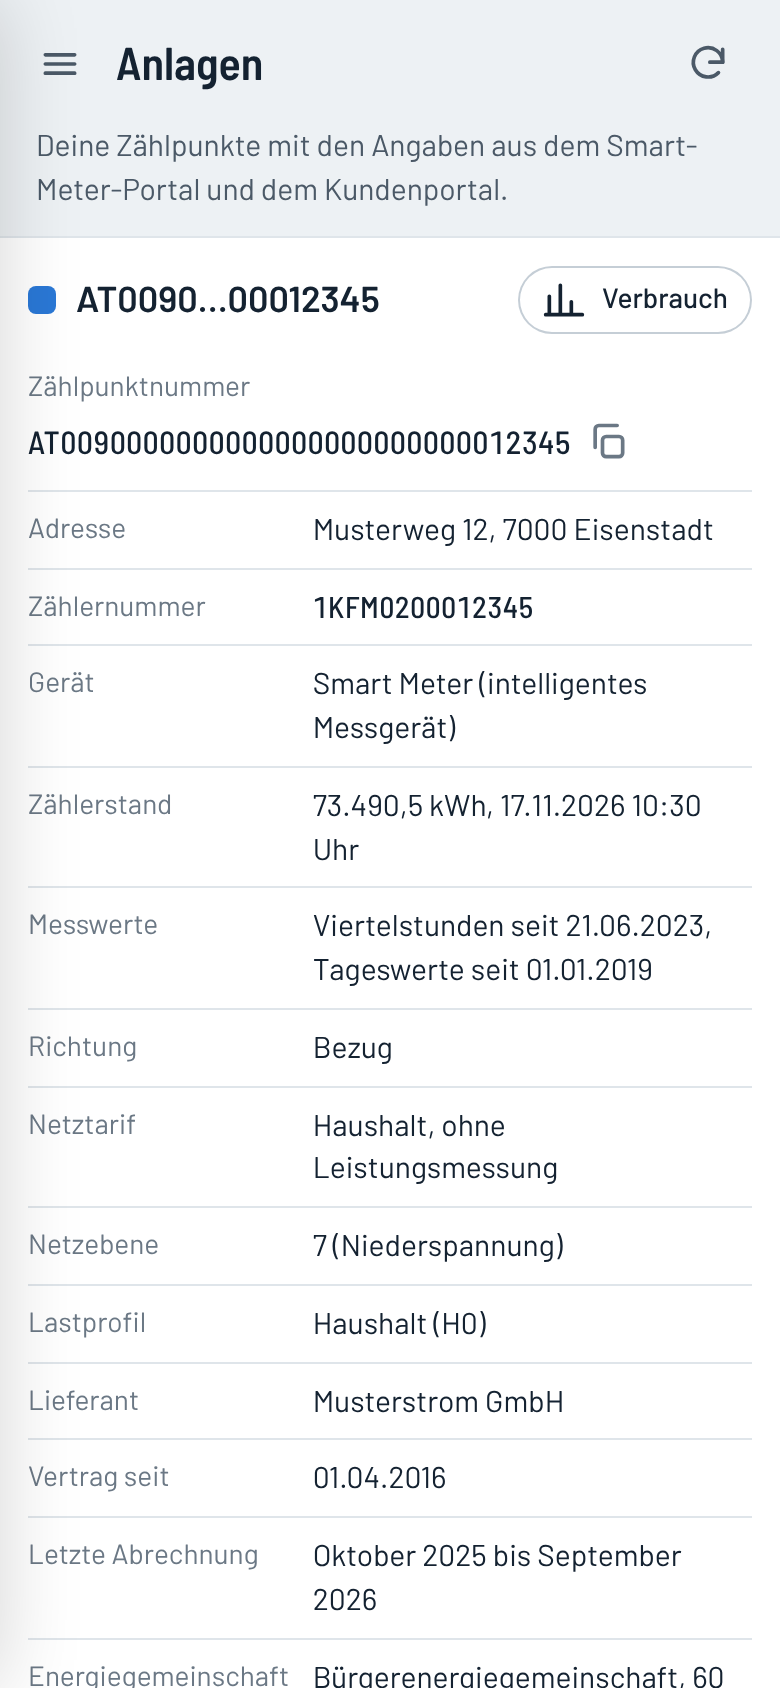 Anlagen
Deine Zählpunkte mit den Angaben aus dem Smart-
Meter-Portal und dem Kundenportal.
AT0090...00012345
Verbrauch
Zählpunktnummer
AT0090000000000000000000000012345
Adresse
Musterweg 12, 7000 Eisenstadt
Zählernummer
1KFM0200012345
Gerät
Smart Meter (intelligentes
Messgerät)
Zählerstand
73.490,5 kWh, 17.11.2026 10:30
Uhr
Messwerte
Viertelstunden seit 21.06.2023,
Tageswerte seit 01.01.2019
Richtung
Bezug
Netztarif
Haushalt, ohne
Leistungsmessung
Netzebene
7 (Niederspannung)
Lastprofil
Haushalt (H0)
Lieferant
Musterstrom GmbH
Vertrag seit
01.04.2016
Letzte Abrechnung
Oktober 2025 bis September
2026
Energiegemeinschaft
Bürgerenergiegemeinschaft, 60